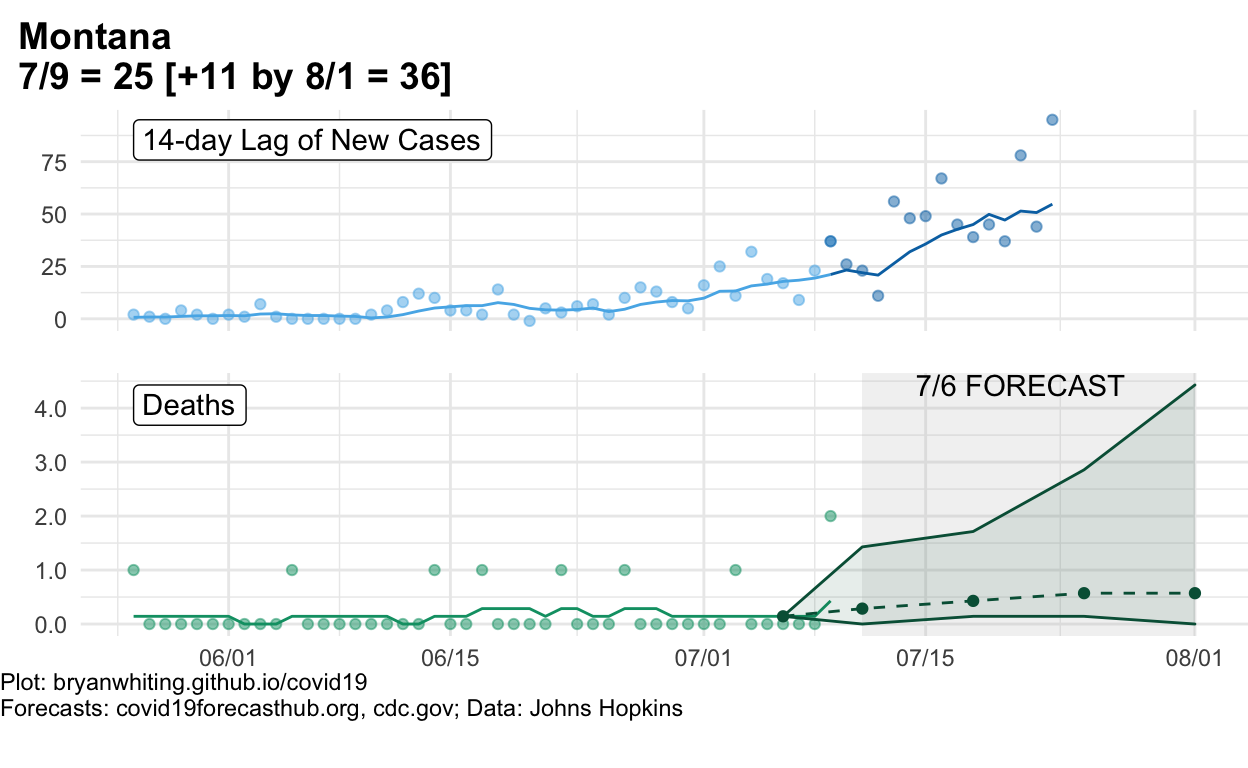 Montana
7/9 = 25 [+11 by 8/1 = 36]
14-day Lag of New Cases
75
50
25
0
7/6 FORECAST
Deaths
4.0
3.0
2.0
1.0
0.0
06/01 06/15 07/01 07/15 08/01
Plot: bryanwhiting.github.io/covid19
Forecasts: covid19forecasthub.org, cdc.gov; Data: Johns Hopkins